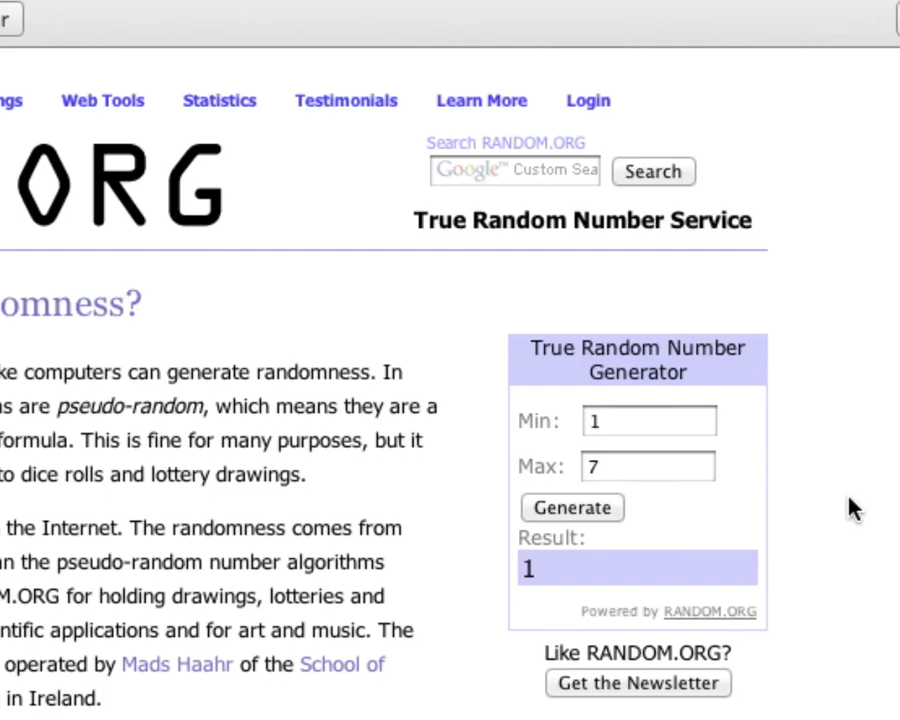 r
ngs Web Tools Statistics Testimonials Learn More Login
Search RANDOM.ORG
ORG
Google™ Custom Sea Search
True Random Number Service
omness?
True Random Number
Generator
ke computers can generate randomness. In
ns are pseudo-random, which means they are a
formula. This is fine for many purposes, but it
to dice rolls and lottery drawings.
the Internet. The randomness comes from
an the pseudo-random number algorithms
M.ORG for holding drawings, lotteries and
ntific applications and for art and music. The
operated by Mads Haahr of the School of
in Ireland.
Min: 1
Max: 7
Generate
Result:
1
Powered by RANDOM.ORG
Like RANDOM.ORG?
Get the Newsletter